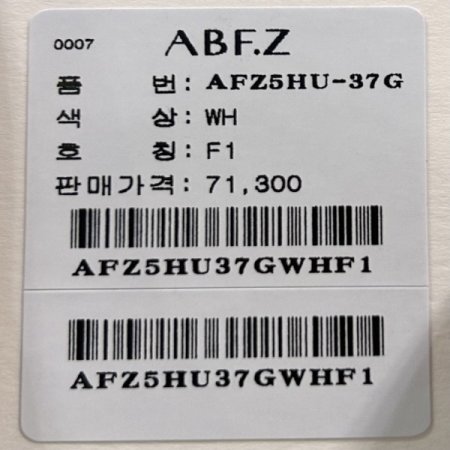 0007 ABF.Z
품 번: AFZ5HU-37G
색 상: WH
호 칭: F1
판매가격: 71,300
AFZ5HU37GWHF1
AFZ5HU37GWHF1